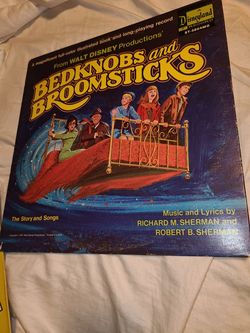 Disneyland
A magnificent full-color illustrated book and long-playing record
From WALT DISNEY Productions'
BEDKNOBS and
BROOMSTICKS
The Story and Songs
Music and Lyrics by
RICHARD M. SHERMAN and
ROBERT B. SHERMAN